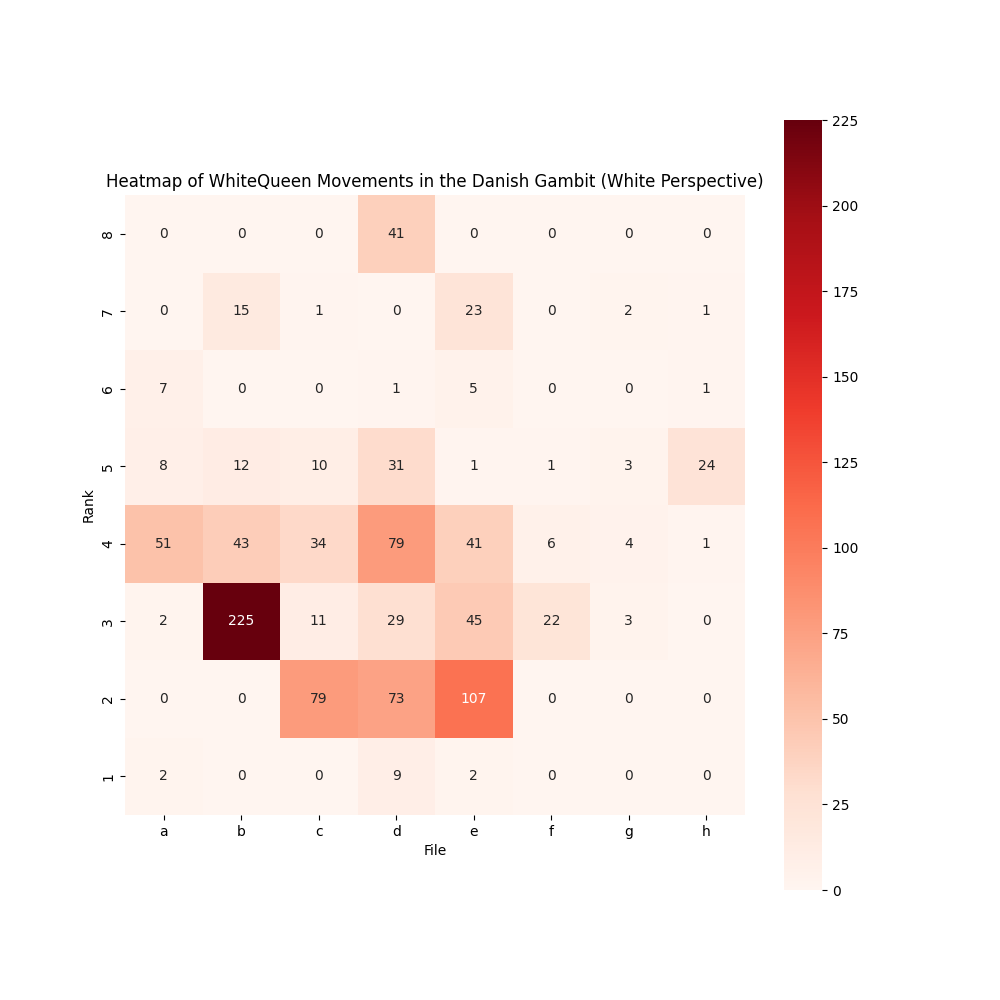 Heatmap of WhiteQueen Movements in the Danish Gambit (White Perspective)
8 0 0 0 41 0 0 0 0
7 0 15 1 0 23 0 2 1
6 7 0 0 1 5 0 0 1
5 8 12 10 31 1 1 3 24
4 51 43 34 79 41 6 4 1
3 2 225 11 29 45 22 3 0
2 0 0 79 73 107 0 0 0
1 2 0 0 9 2 0 0 0
a b c d e f g h
File
Rank
225
200
175
150
125
100
75
50
25
0